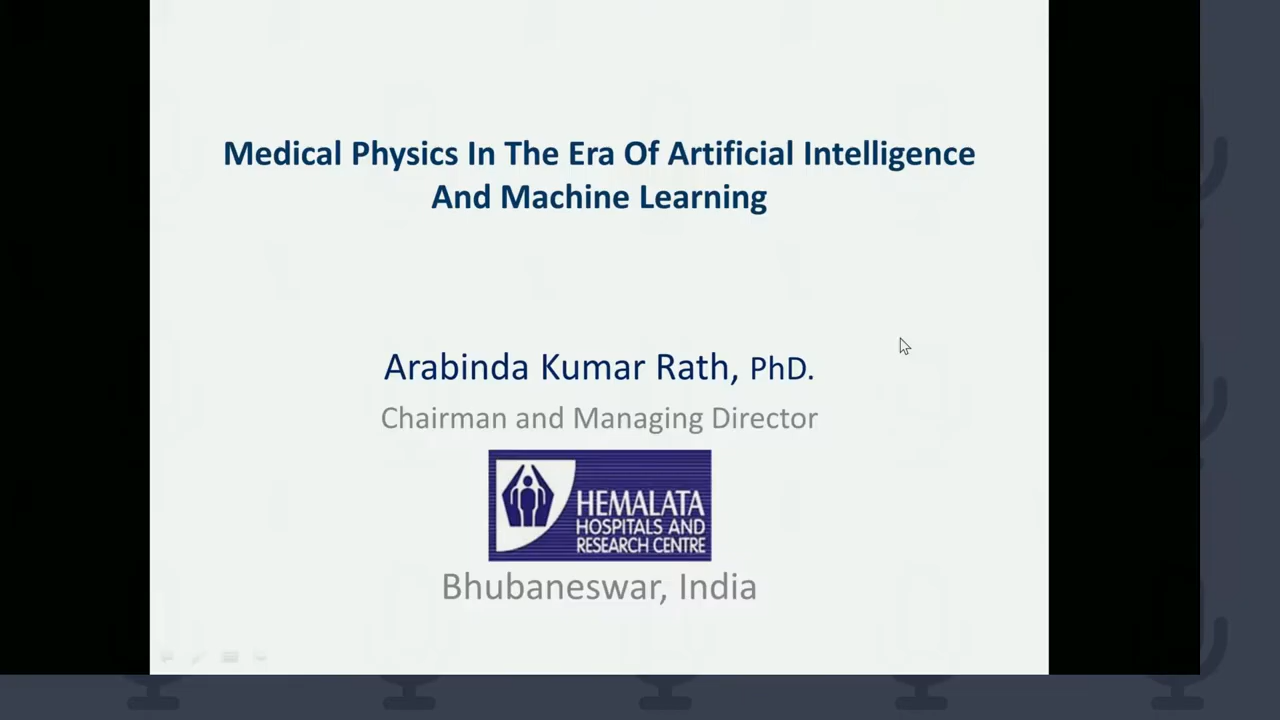 Medical Physics In The Era Of Artificial Intelligence
And Machine Learning
Arabinda Kumar Rath, PhD.
Chairman and Managing Director
HEMALATA
HOSPITALS AND
RESEARCH CENTRE
Bhubaneswar, India